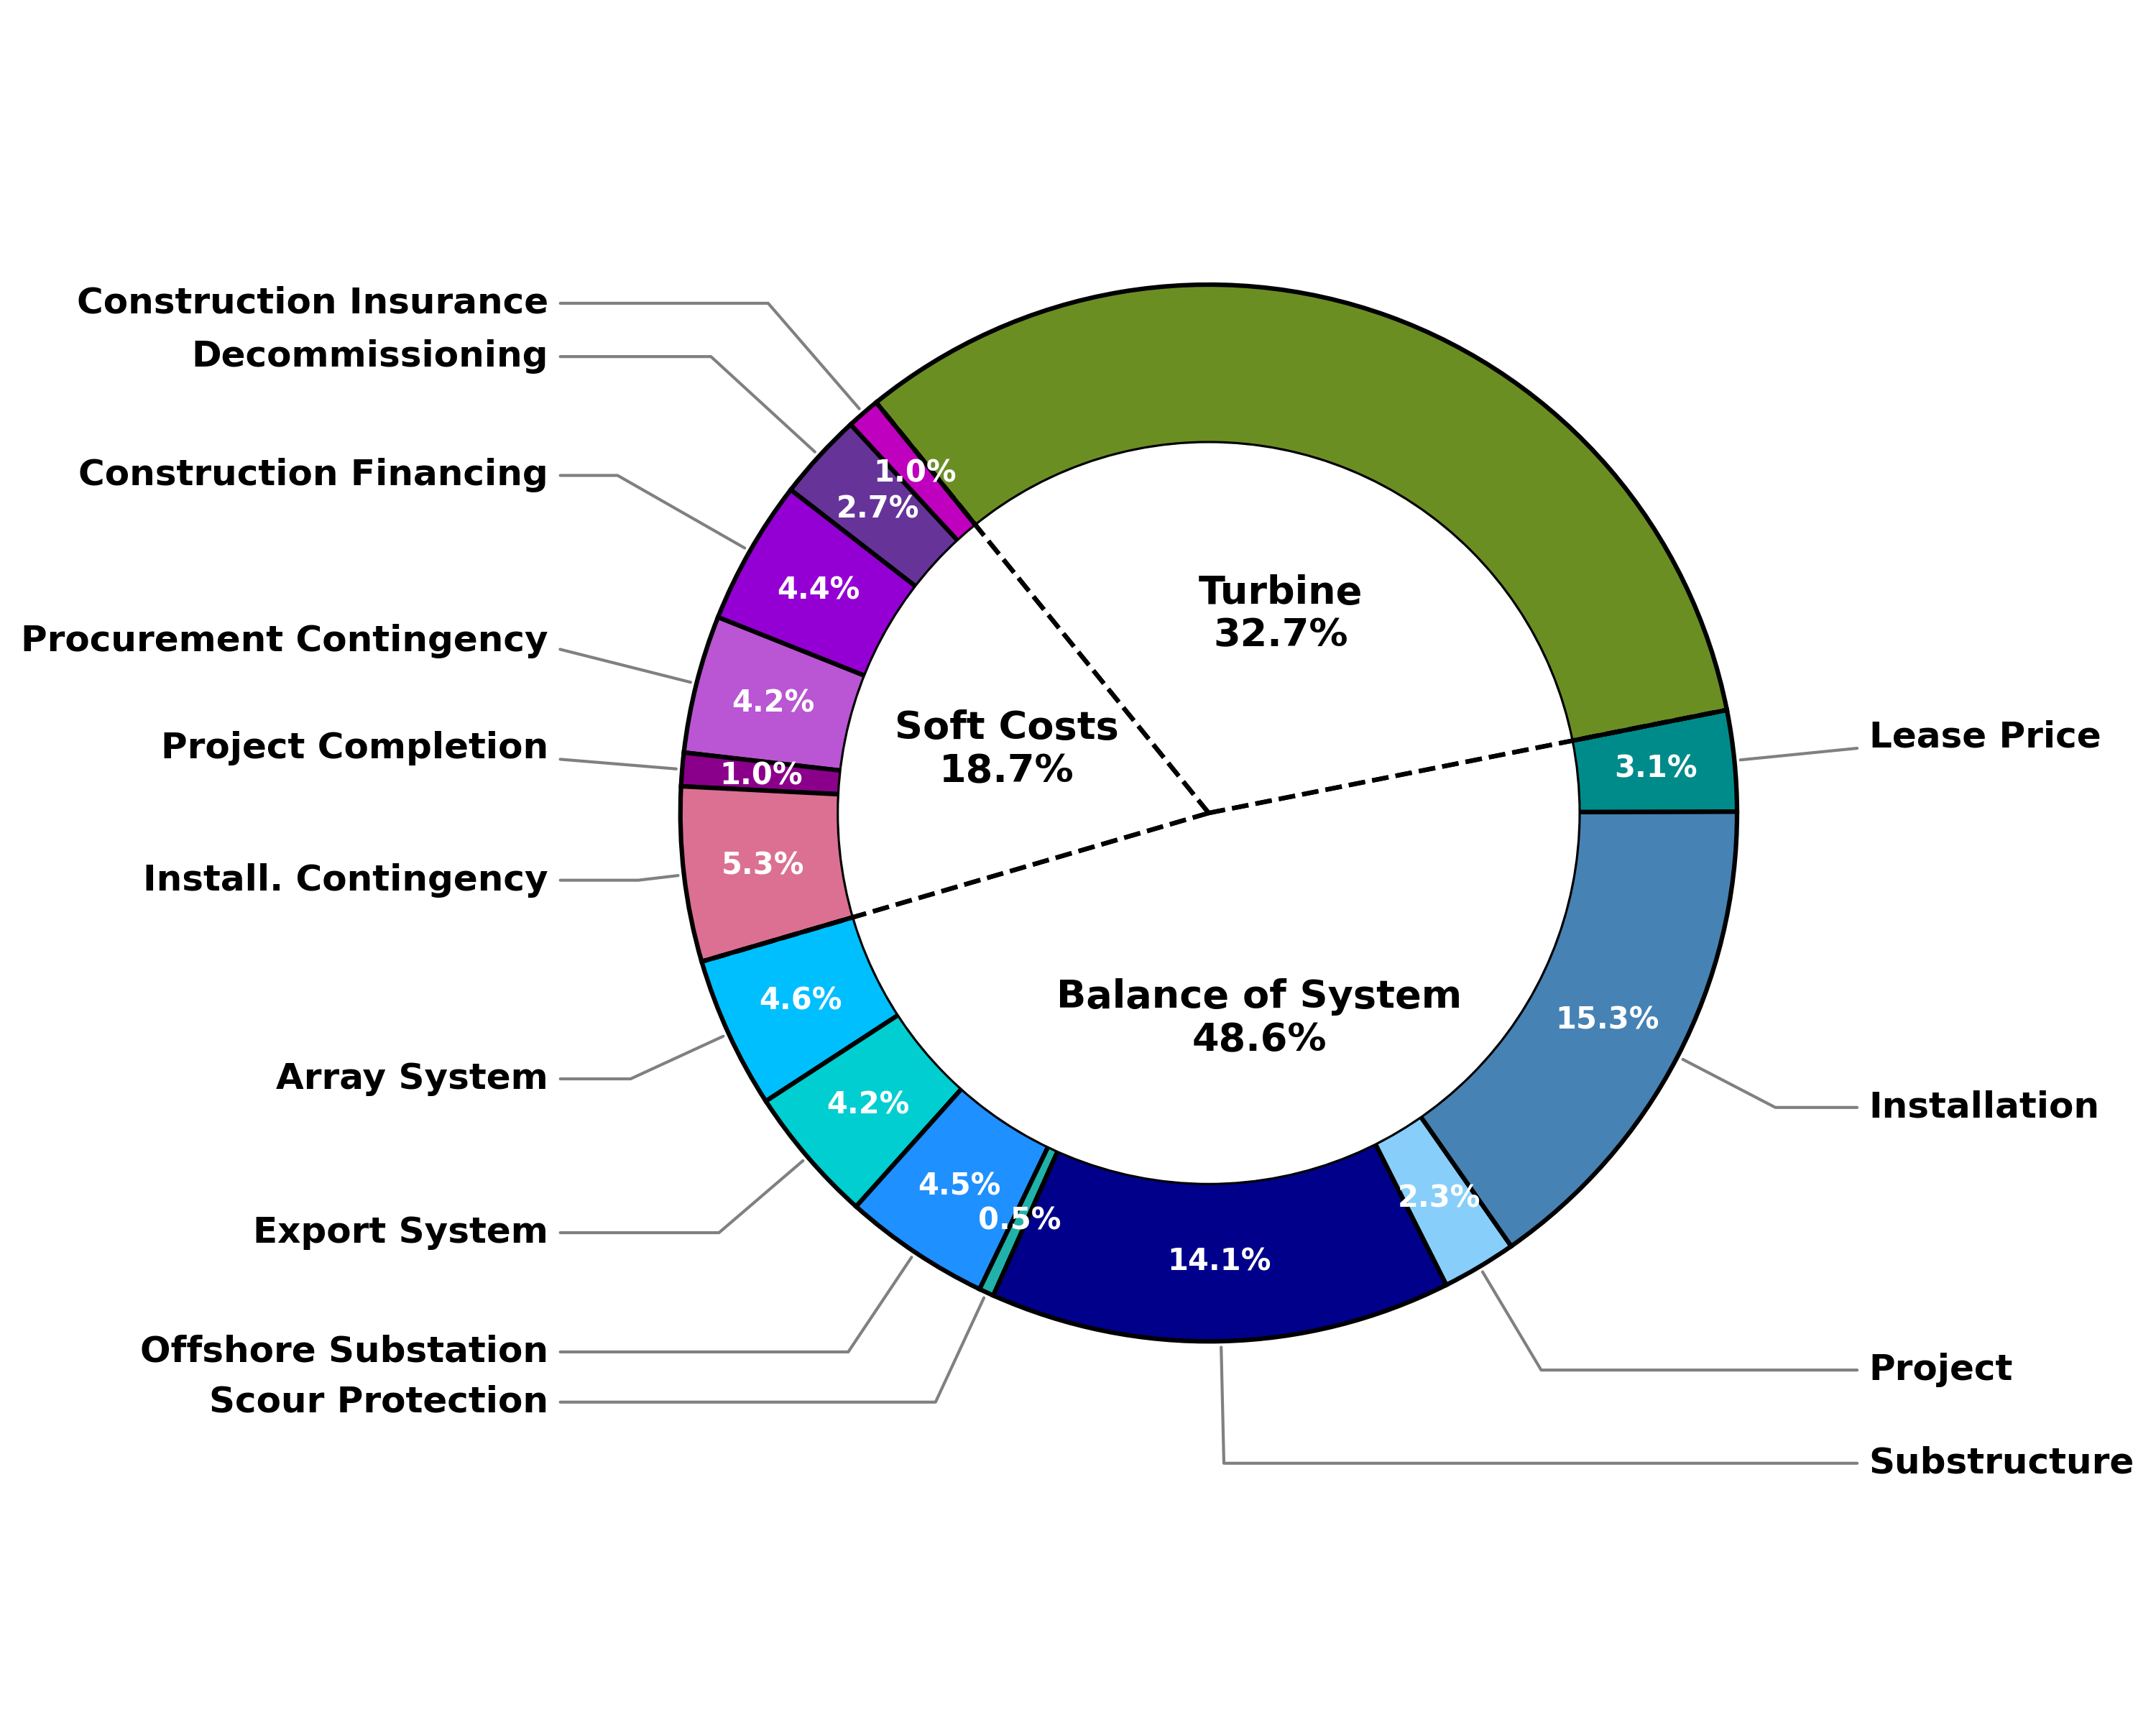 Construction Insurance
Decommissioning
Construction Financing
Procurement Contingency
Project Completion
Install. Contingency
Array System
Export System
Offshore Substation
Scour Protection
1.0%
2.7%
4.4%
4.2%
1.0%
5.3%
4.6%
4.2%
4.5%
0.5%
14.1%
2.3%
15.3%
3.1%
Turbine
32.7%
Soft Costs
18.7%
Balance of System
48.6%
Lease Price
Installation
Project
Substructure